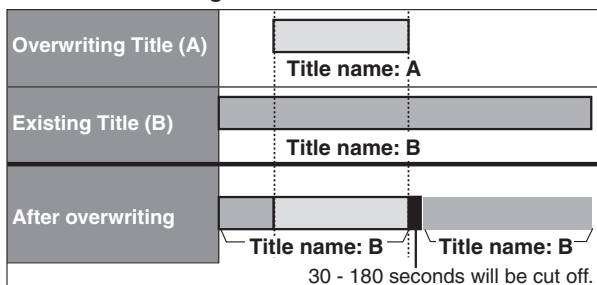 Overwriting Title (A)
Title name: A
Existing Title (B)
Title name: B
After overwriting
Title name: B
Title name: B
30 - 180 seconds will be cut off.